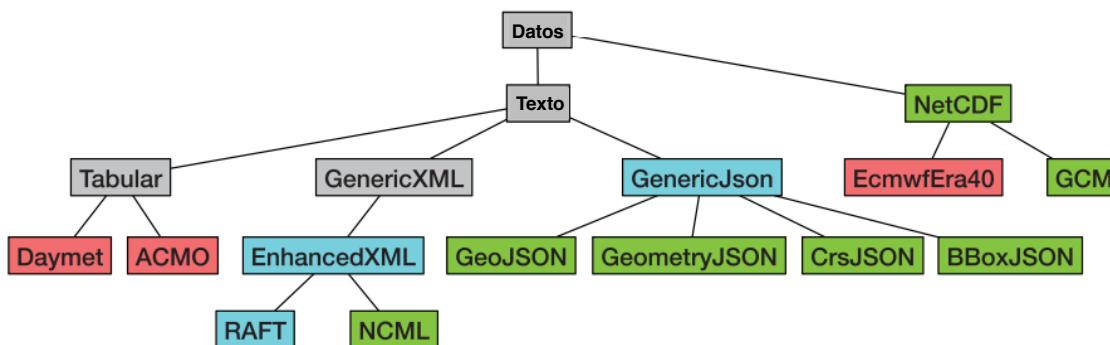 Datos
Texto
NetCDF
Tabular
GenericXML
GenericJson
EcmwfEra40
GCM
Daymet
ACMO
EnhancedXML
GeoJSON
GeometryJSON
CrsJSON
BBoxJSON
RAFT
NCML